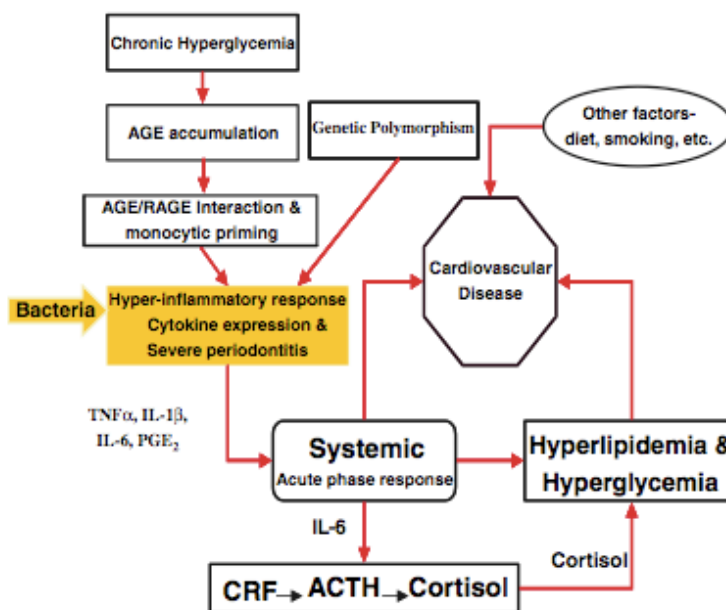 Chronic Hyperglycemia
AGE accumulation
Genetic Polymorphism
Other factors-
diet, smoking, etc.
AGE/RAGE Interaction &
monocytic priming
Cardiovascular
Disease
Bacteria
Hyper-inflammatory response
Cytokine expression &
Severe periodontitis
TNFα, IL-1β,
IL-6, PGE₂
Systemic
Acute phase response
Hyperlipidemia &
Hyperglycemia
IL-6
Cortisol
CRF→ACTH→Cortisol